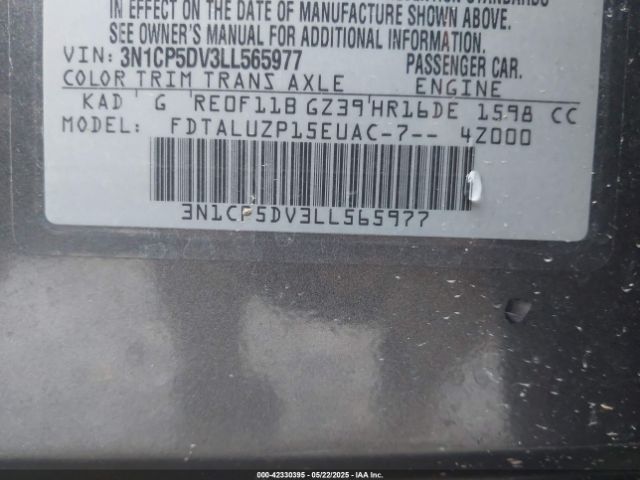 STANDARDS
IN EFFECT ON THE DATE OF MANUFACTURE SHOWN ABOVE.
SEE OWNER'S MANUAL FOR ADDITIONAL INFORMATION.
VIN: 3N1CP5DV3LL565977 PASSENGER CAR.
COLOR TRIM TRANS AXLE ENGINE
KAD G RE0F11B GZ39 HR16DE 1598 CC
MODEL: FDTALUZP15EUAC-7-- 4Z000
3N1CP5DV3LL565977
000-42330395 - 05/22/2025 - IAA Inc.